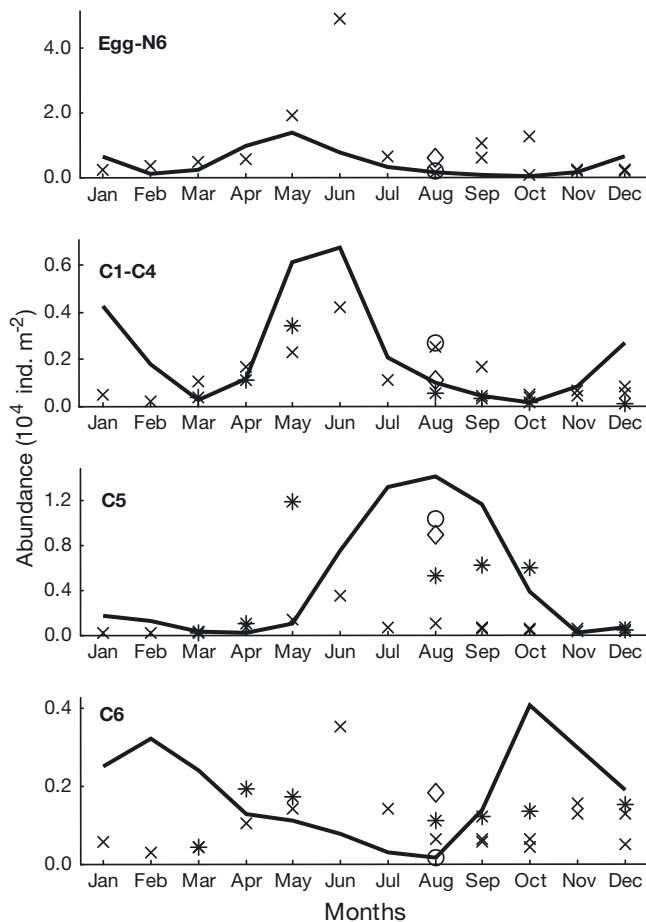 Egg-N6
4.0
2.0
0.0
Jan Feb Mar Apr May Jun Jul Aug Sep Oct Nov Dec
C1-C4
0.6
0.4
0.2
0.0
Jan Feb Mar Apr May Jun Jul Aug Sep Oct Nov Dec
Abundance (10⁴ ind. m⁻²)
C5
1.2
0.8
0.4
0.0
Jan Feb Mar Apr May Jun Jul Aug Sep Oct Nov Dec
C6
0.4
0.2
0.0
Jan Feb Mar Apr May Jun Jul Aug Sep Oct Nov Dec
Months